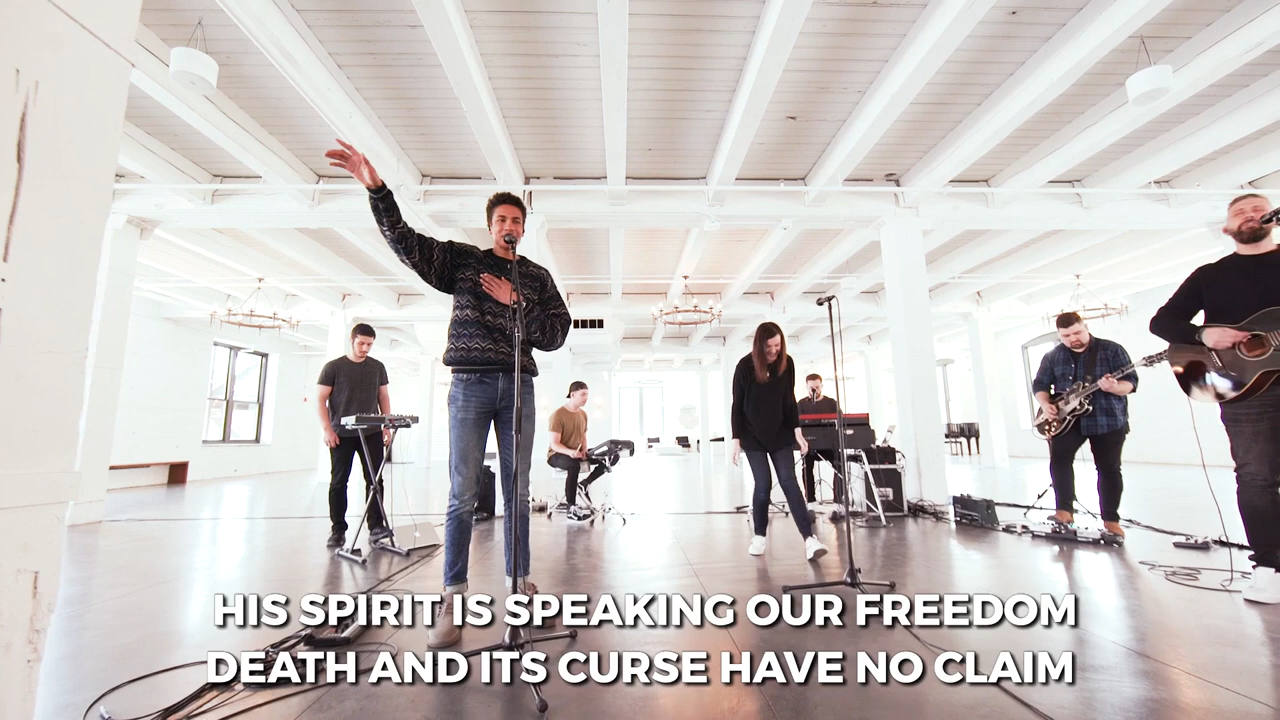 HIS SPIRIT IS SPEAKING OUR FREEDOM
DEATH AND ITS CURSE HAVE NO CLAIM